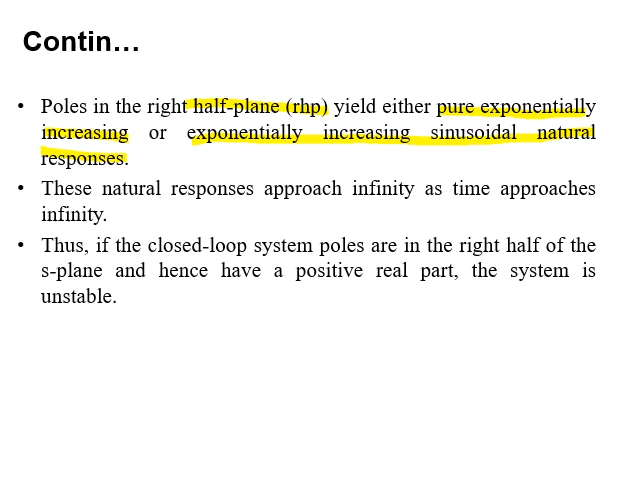 Contin…
• Poles in the right half-plane (rhp) yield either pure exponentially
increasing or exponentially increasing sinusoidal natural
responses.
• These natural responses approach infinity as time approaches
infinity.
• Thus, if the closed-loop system poles are in the right half of the
s-plane and hence have a positive real part, the system is
unstable.